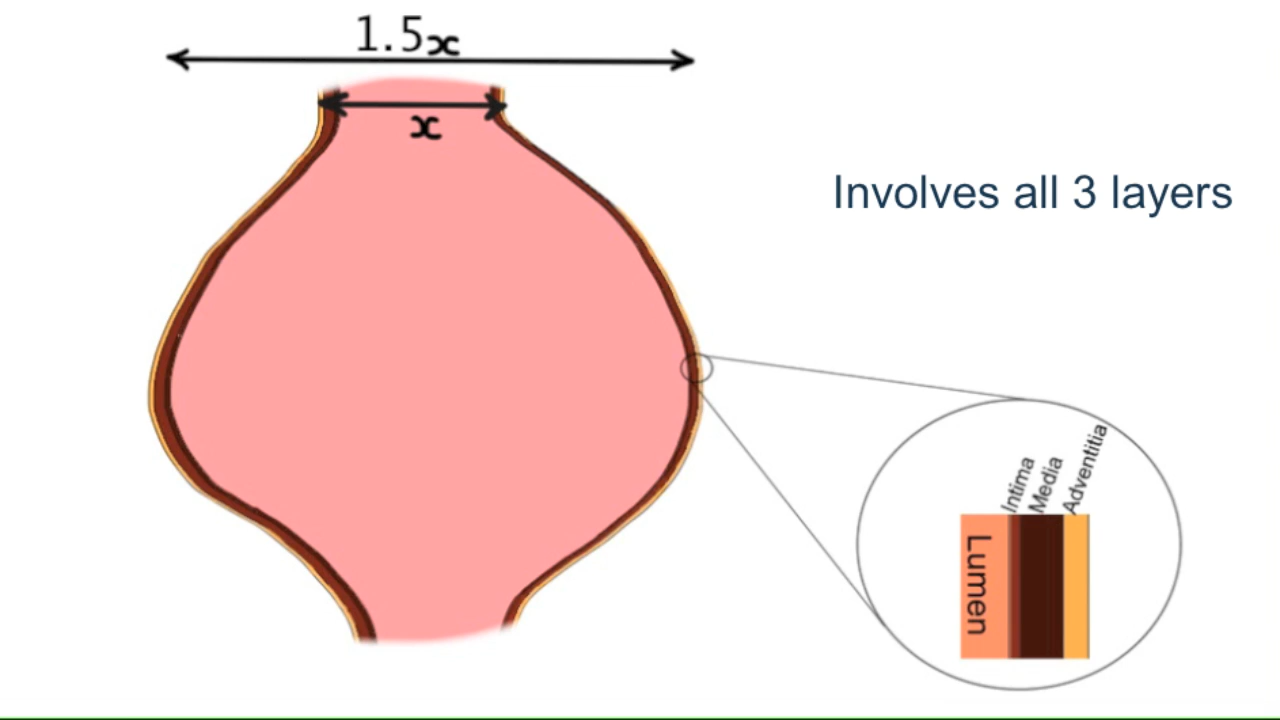 1.5x
x
Involves all 3 layers
Intima
Media
Adventitia
Lumen